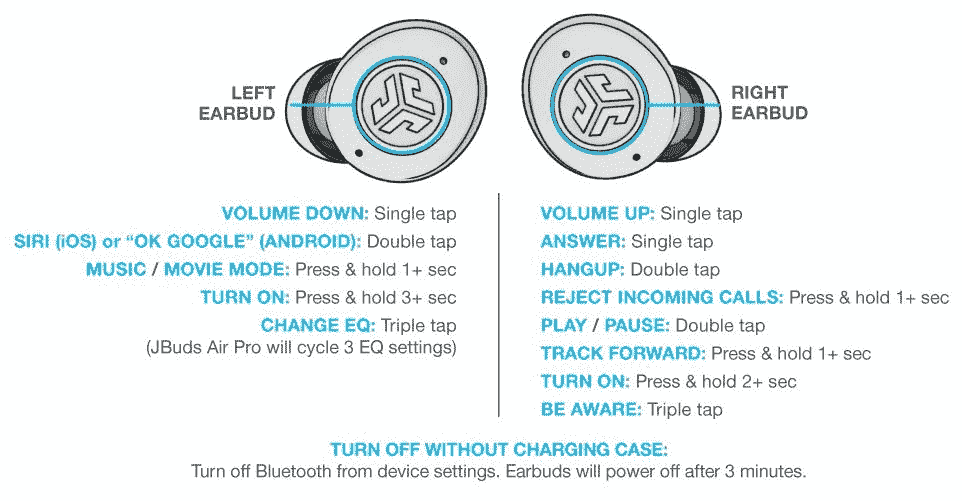 LEFT
EARBUD
RIGHT
EARBUD
VOLUME DOWN: Single tap
SIRI (iOS) or “OK GOOGLE” (ANDROID): Double tap
MUSIC / MOVIE MODE: Press & hold 1+ sec
TURN ON: Press & hold 3+ sec
CHANGE EQ: Triple tap
(JBuds Air Pro will cycle 3 EQ settings)
VOLUME UP: Single tap
ANSWER: Single tap
HANGUP: Double tap
REJECT INCOMING CALLS: Press & hold 1+ sec
PLAY / PAUSE: Double tap
TRACK FORWARD: Press & hold 1+ sec
TURN ON: Press & hold 2+ sec
BE AWARE: Triple tap
TURN OFF WITHOUT CHARGING CASE:
Turn off Bluetooth from device settings. Earbuds will power off after 3 minutes.